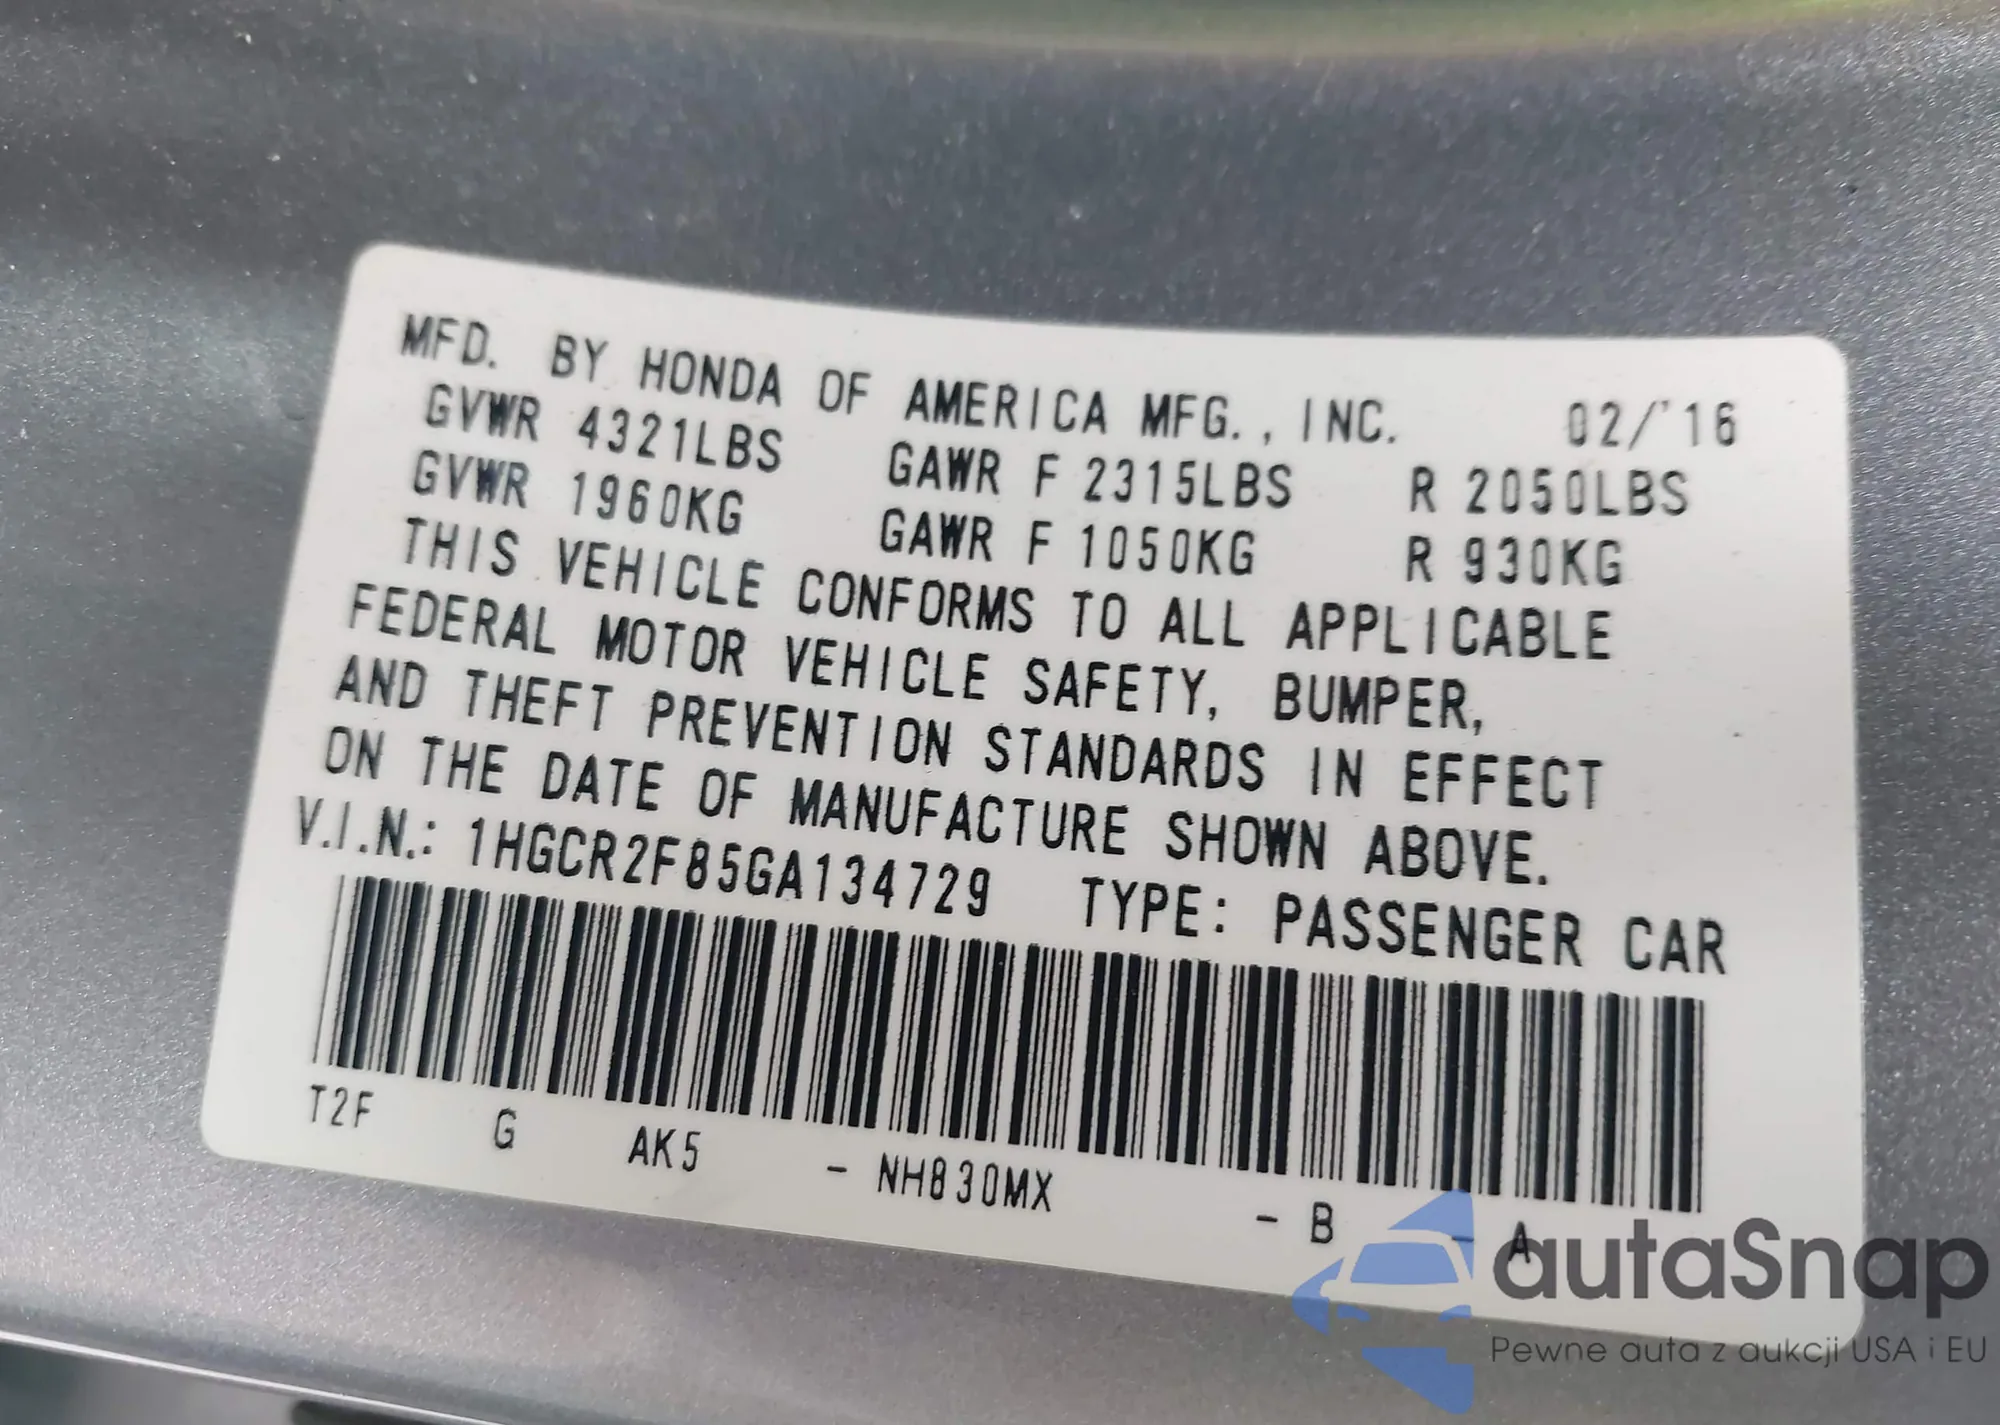 MFD. BY HONDA OF AMERICA MFG., INC. 02/'16
GVWR 4321LBS GAWR F 2315LBS R 2050LBS
GVWR 1960KG GAWR F 1050KG R 930KG
THIS VEHICLE CONFORMS TO ALL APPLICABLE
FEDERAL MOTOR VEHICLE SAFETY, BUMPER,
AND THEFT PREVENTION STANDARDS IN EFFECT
ON THE DATE OF MANUFACTURE SHOWN ABOVE.
V.I.N.: 1HGCR2F85GA134729 TYPE: PASSENGER CAR
T2F G AK5 - NH830MX - B - A
autaSnap
Pewne auta z aukcji USA i EU